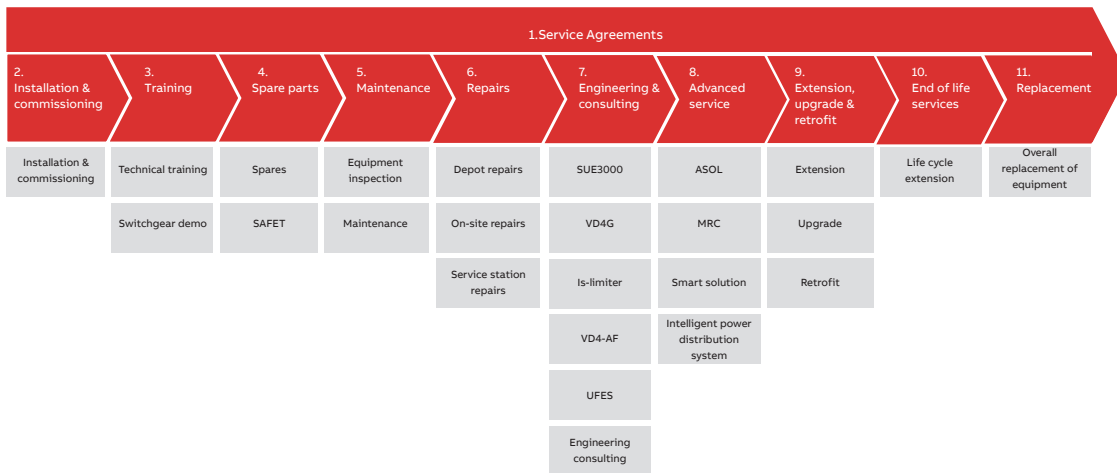 1.Service Agreements
2.
Installation &
commissioning
3.
Training
4.
Spare parts
5.
Maintenance
6.
Repairs
7.
Engineering &
consulting
8.
Advanced
service
9.
Extension,
upgrade &
retrofit
10.
End of life
services
11.
Replacement
Installation &
commissioning
Technical training
Switchgear demo
Spares
SAFET
Equipment
inspection
Maintenance
Depot repairs
On-site repairs
Service station
repairs
SUE3000
VD4G
Is-limiter
VD4-AF
UFES
Engineering
consulting
ASOL
MRC
Smart solution
Intelligent power
distribution
system
Extension
Upgrade
Retrofit
Life cycle
extension
Overall
replacement of
equipment